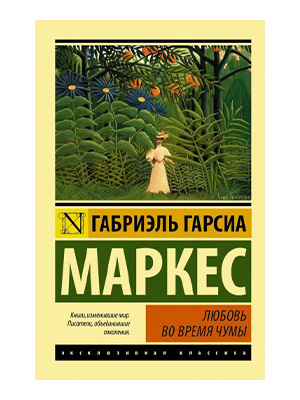 N
ГАБРИЭЛЬ ГАРСИА
МАРКЕС
Книги, изменившие мир.
Писатели, объединившие
поколения.
ЛЮБОВЬ
ВО ВРЕМЯ ЧУМЫ
ЭКСКЛЮЗИВНАЯ КЛАССИКА